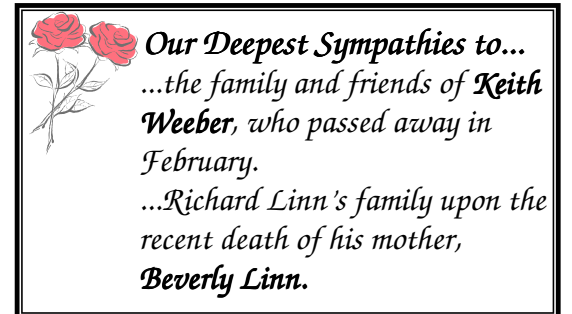 Our Deepest Sympathies to...
...the family and friends of Keith
Weeber, who passed away in
February.
...Richard Linn's family upon the
recent death of his mother,
Beverly Linn.